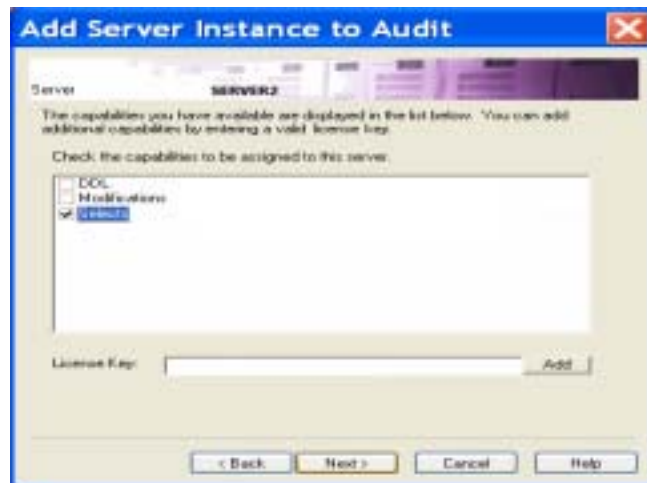 Add Server Instance to Audit
Server SERVER2
The capabilities you have available are displayed in the list below. You can add
additional capabilities by entering a valid license key.
Check the capabilities to be assigned to this server.
DDL
Modifications
Selects
License Key: Add
< Back Next > Cancel Help